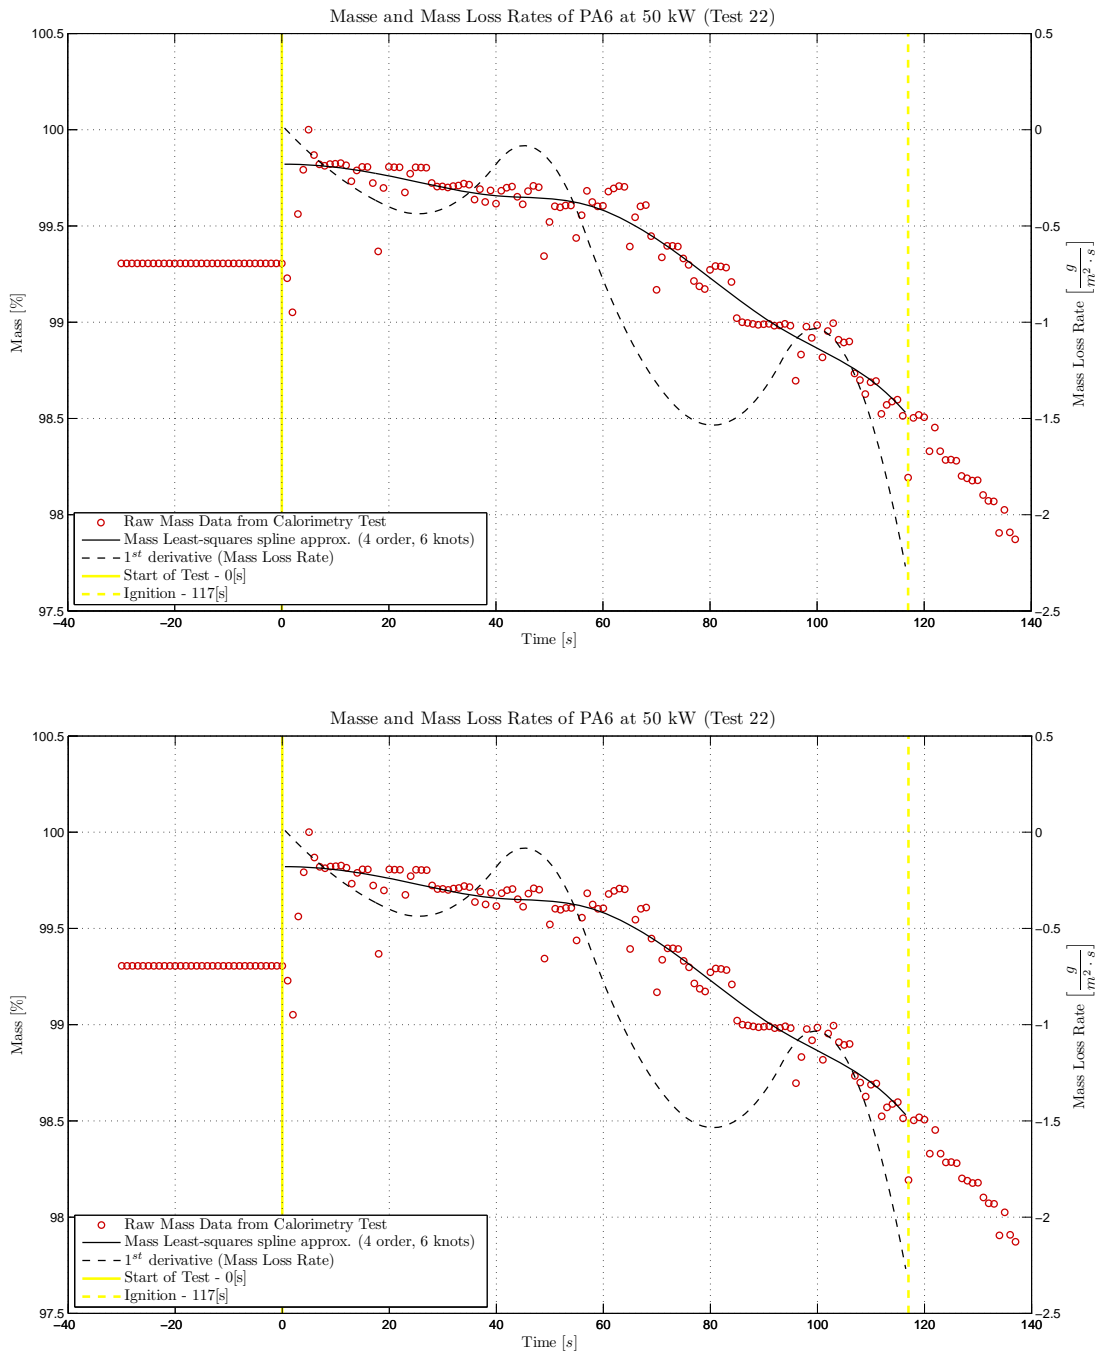 Masse and Mass Loss Rates of PA6 at 50 kW (Test 22)
100.5
100
99.5
99
98.5
98
97.5
Mass [%]
0.5
0
−0.5
−1
−1.5
−2
−2.5
Mass Loss Rate [g/m² · s]
Raw Mass Data from Calorimetry Test
Mass Least-squares spline approx. (4 order, 6 knots)
1st derivative (Mass Loss Rate)
Start of Test - 0[s]
Ignition - 117[s]
−40 −20 0 20 40 60 80 100 120 140
Time [s]
Masse and Mass Loss Rates of PA6 at 50 kW (Test 22)
100.5
100
99.5
99
98.5
98
97.5
Mass [%]
0.5
0
−0.5
−1
−1.5
−2
−2.5
Mass Loss Rate [g/m² · s]
Raw Mass Data from Calorimetry Test
Mass Least-squares spline approx. (4 order, 6 knots)
1st derivative (Mass Loss Rate)
Start of Test - 0[s]
Ignition - 117[s]
−40 −20 0 20 40 60 80 100 120 140
Time [s]